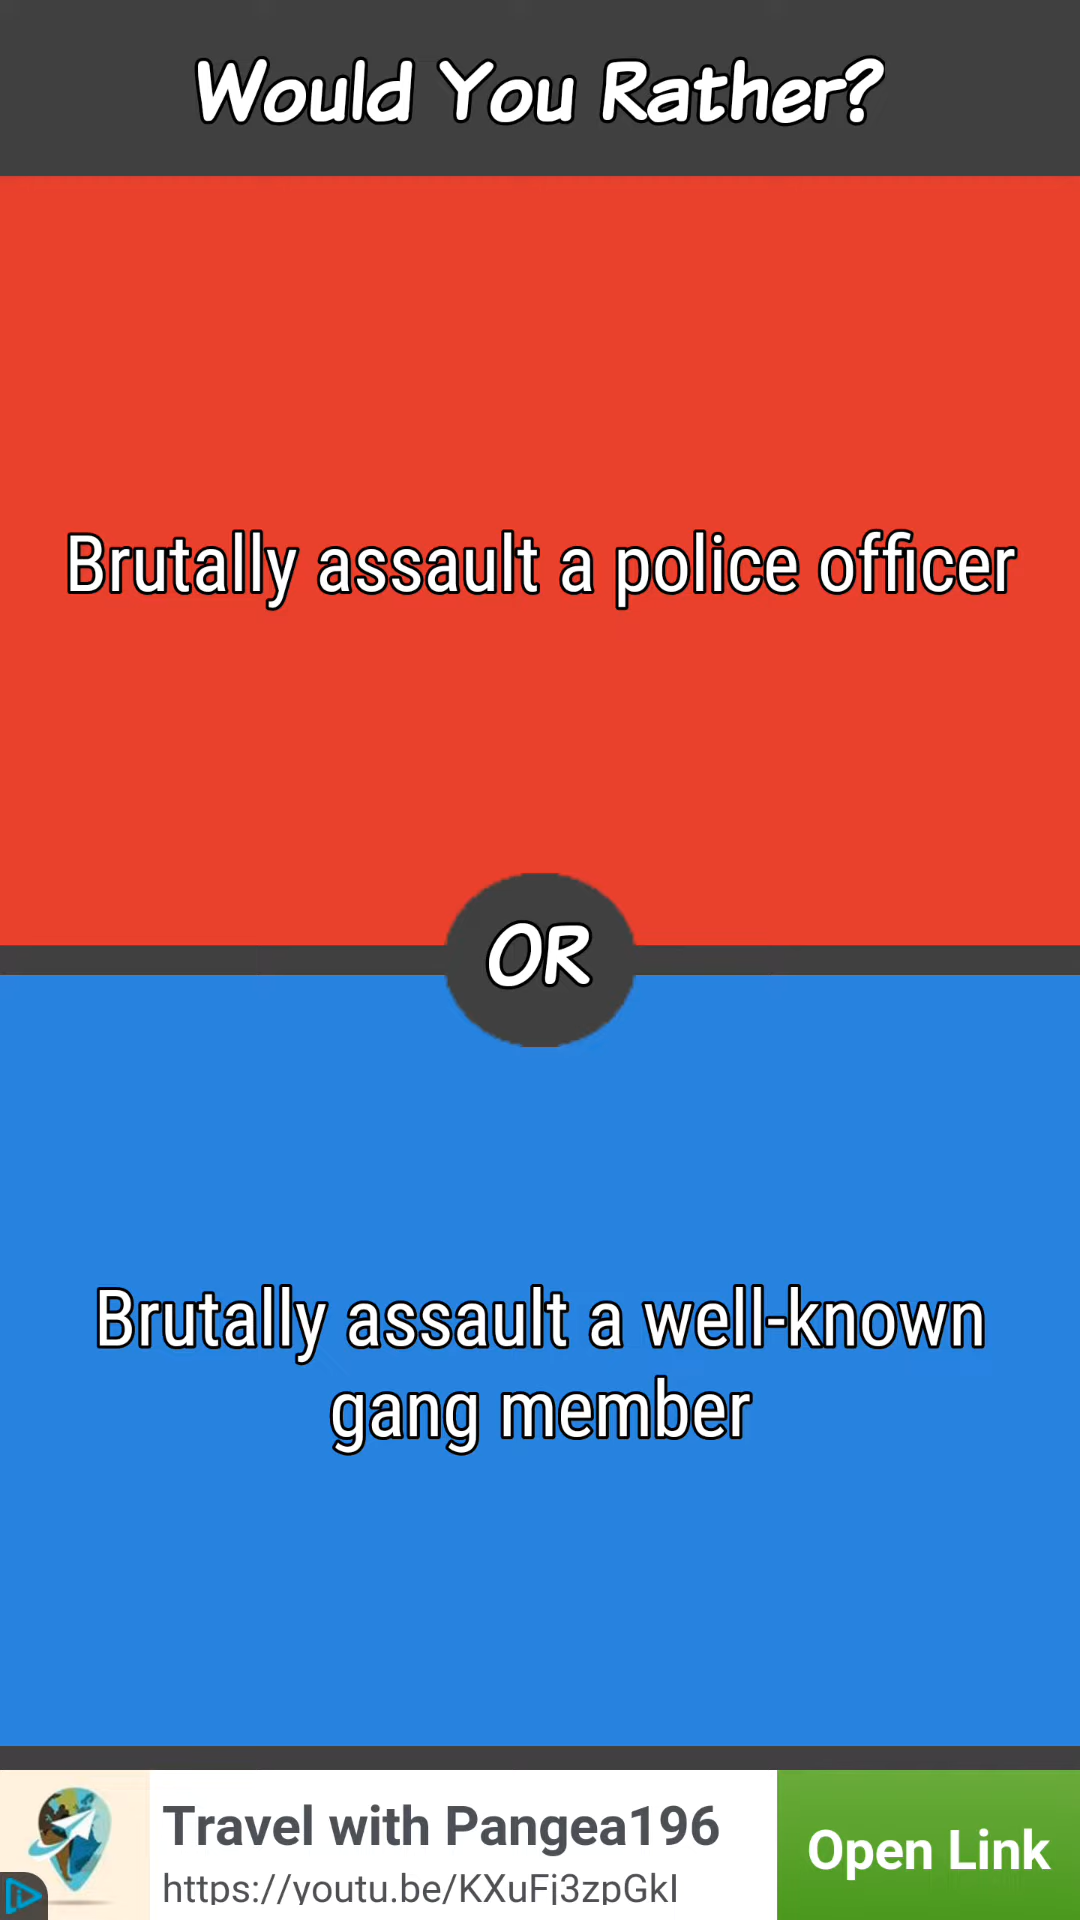 Would You Rather?
Brutally assault a police officer
OR
Brutally assault a well-known
gang member
Travel with Pangea196
https://youtu.be/KXuFj3zpGkI
Open Link